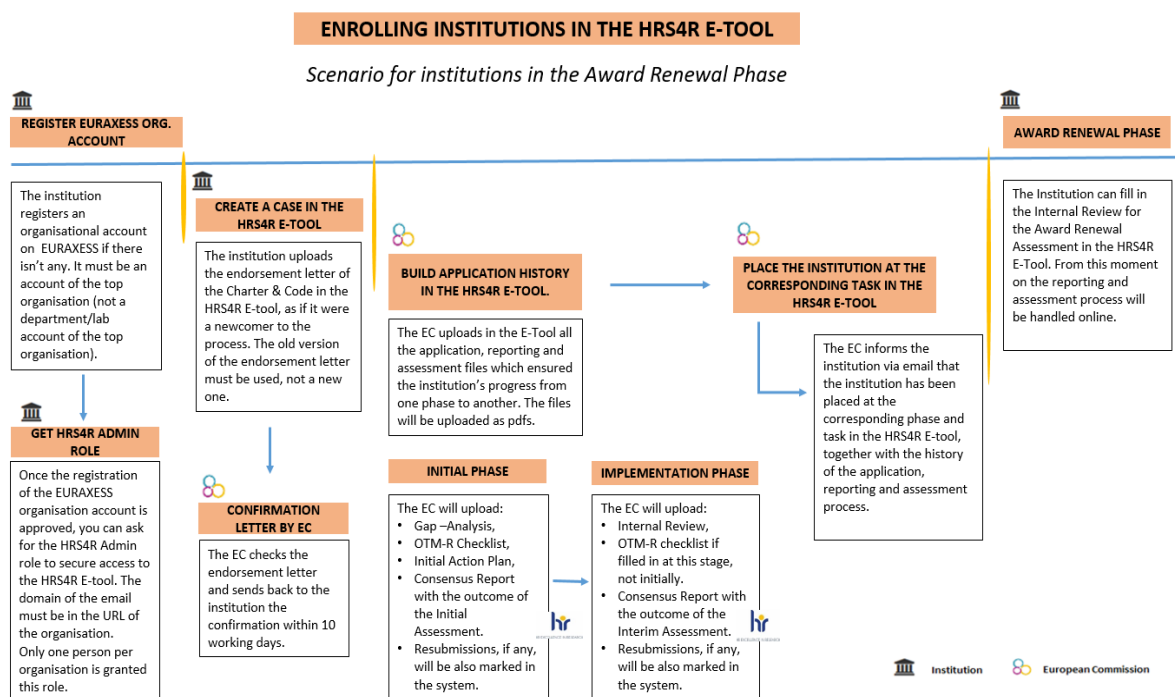 ENROLLING INSTITUTIONS IN THE HRS4R E-TOOL
Scenario for institutions in the Award Renewal Phase
REGISTER EURAXESS ORG.
ACCOUNT
The institution
registers an
organisational account
on EURAXESS if there
isn't any. It must be an
account of the top
organisation (not a
department/lab
account of the top
organisation).
GET HRS4R ADMIN
ROLE
Once the registration
of the EURAXESS
organisation account is
approved, you can ask
for the HRS4R Admin
role to secure access to
the HRS4R E-tool. The
domain of the email
must be in the URL of
the organisation.
Only one person per
organisation is granted
this role.
CREATE A CASE IN THE
HRS4R E-TOOL
The institution uploads
the endorsement letter of
the Charter & Code in the
HRS4R E-tool, as if it were
a newcomer to the
process. The old version
of the endorsement letter
must be used, not a new
one.
CONFIRMATION
LETTER BY EC
The EC checks the
endorsement letter
and sends back to the
institution the
confirmation within 10
working days.
BUILD APPLICATION HISTORY
IN THE HRS4R E-TOOL.
The EC uploads in the E-Tool all
the application, reporting and
assessment files which ensured
the institution's progress from
one phase to another. The files
will be uploaded as pdfs.
INITIAL PHASE
The EC will upload:
• Gap –Analysis,
• OTM-R Checklist,
• Initial Action Plan,
• Consensus Report
with the outcome of
the Initial
Assessment.
• Resubmissions, if any,
will be also marked in
the system.
hr
IMPLEMENTATION PHASE
The EC will upload:
• Internal Review,
• OTM-R checklist if
filled in at this stage,
not initially.
• Consensus Report with
the outcome of the
Interim Assessment.
• Resubmissions, if any,
will be also marked in
the system.
hr
PLACE THE INSTITUTION AT THE
CORRESPONDING TASK IN THE
HRS4R E-TOOL
The EC informs the
institution via email that
the institution has been
placed at the
corresponding phase and
task in the HRS4R E-tool,
together with the history
of the application,
reporting and assessment
process.
AWARD RENEWAL PHASE
The Institution can fill in
the Internal Review for
the Award Renewal
Assessment in the HRS4R
E-Tool. From this moment
on the reporting and
assessment process will
be handled online.
Institution
European Commission